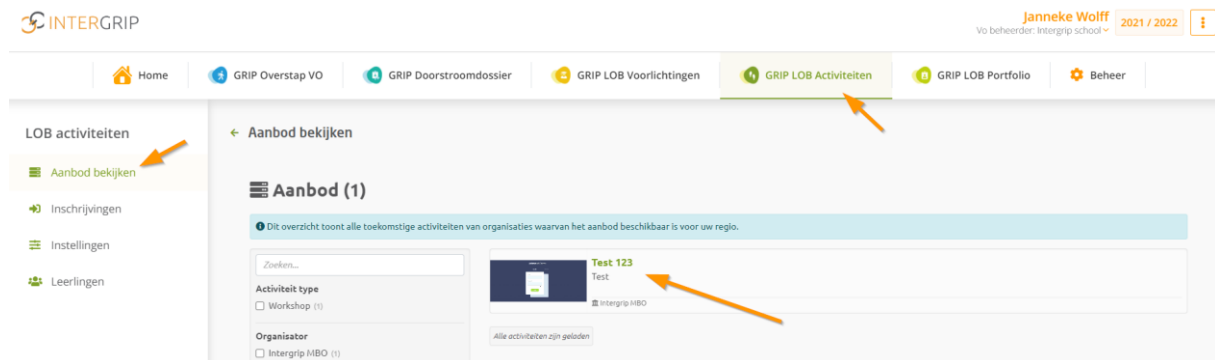 INTERGRIP
Janneke Wolff
Vo beheerder: Intergrip school
2021 / 2022
Home
GRIP Overstap VO
GRIP Doorstroomdossier
GRIP LOB Voorlichtingen
GRIP LOB Activiteiten
GRIP LOB Portfolio
Beheer
LOB activiteiten
Aanbod bekijken
Inschrijvingen
Instellingen
Leerlingen
← Aanbod bekijken
Aanbod (1)
Dit overzicht toont alle toekomstige activiteiten van organisaties waarvan het aanbod beschikbaar is voor uw regio.
Zoeken...
Activiteit type
Workshop (1)
Organisator
Intergrip MBO (1)
Test 123
Test
Intergrip MBO
Alle activiteiten zijn geladen